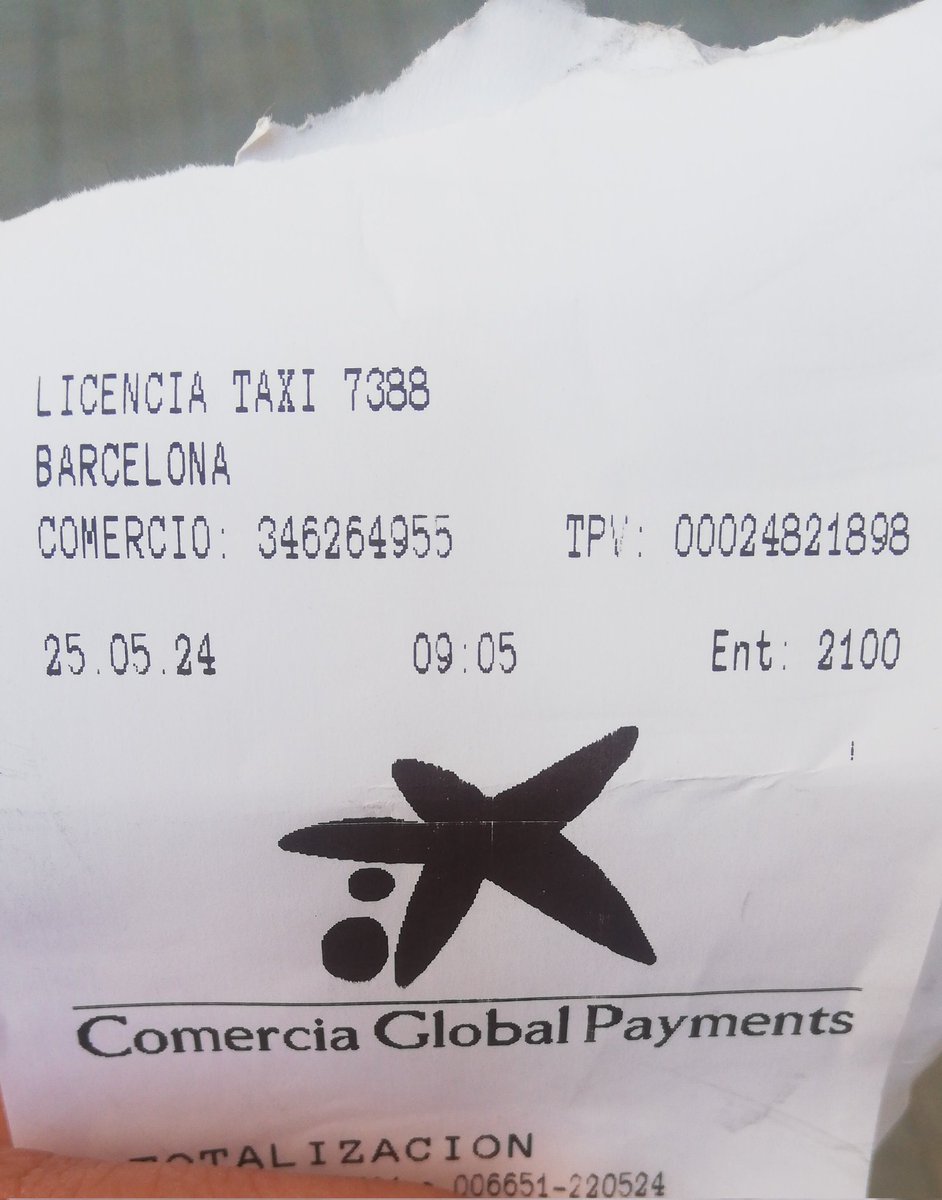 LICENCIA TAXI 7388
BARCELONA
COMERCIO: 346264955 TPV: 00024821898
25.05.24 09:05 Ent: 2100
Comercia Global Payments
TOTALIZACION
006651-220524